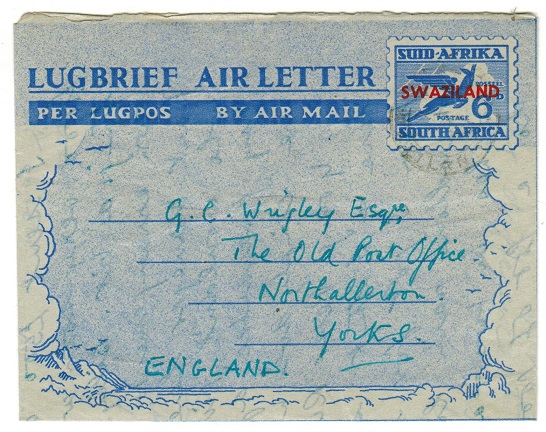 SUID-AFRIKA
LUGBRIEF AIR LETTER
SWAZILAND
6
PER LUGPOS BY AIR MAIL
POSTAGE
SOUTH AFRICA
G. C. Wrigley Esqre,
The Old Post Office.
Northallerton.
Yorks.
ENGLAND.